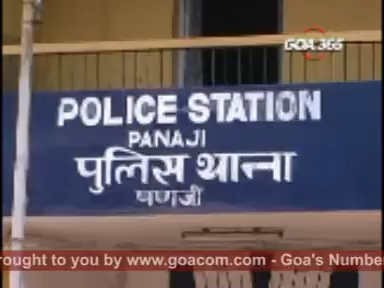 GOA 365
POLICE STATION
PANAJI
पुलिस थाना
पणजी
rought to you by www.goacom.com - Goa's Number